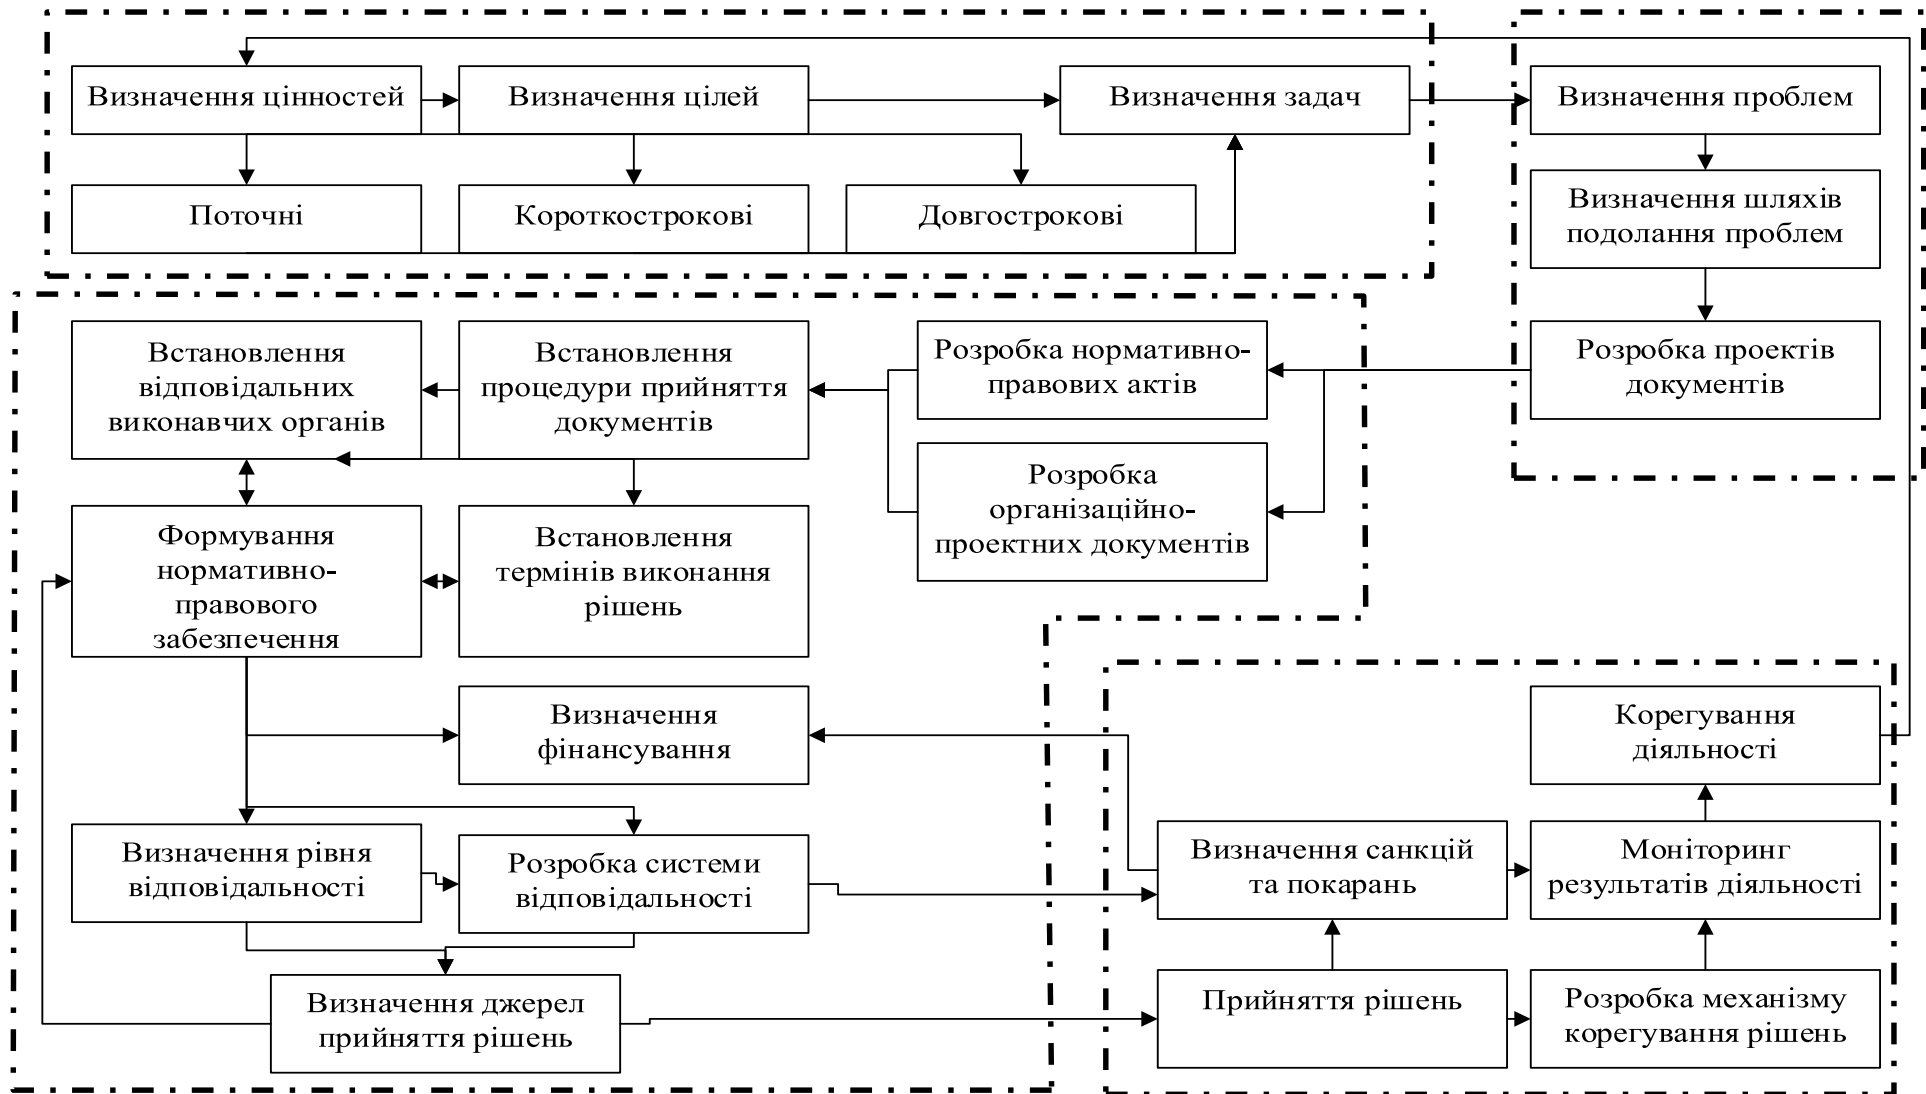 Визначення цінностей
Визначення цілей
Визначення задач
Визначення проблем
Поточні
Короткострокові
Довгострокові
Визначення шляхів
подолання проблем
Встановлення
відповідальних
виконавчих органів
Встановлення
процедури прийняття
документів
Розробка нормативно-
правових актів
Розробка проектів
документів
Розробка
організаційно-
проектних документів
Формування
нормативно-
правового
забезпечення
Встановлення
термінів виконання
рішень
Визначення
фінансування
Корегування
діяльності
Визначення рівня
відповідальності
Розробка системи
відповідальності
Визначення санкцій
та покарань
Моніторинг
результатів діяльності
Визначення джерел
прийняття рішень
Прийняття рішень
Розробка механізму
корегування рішень